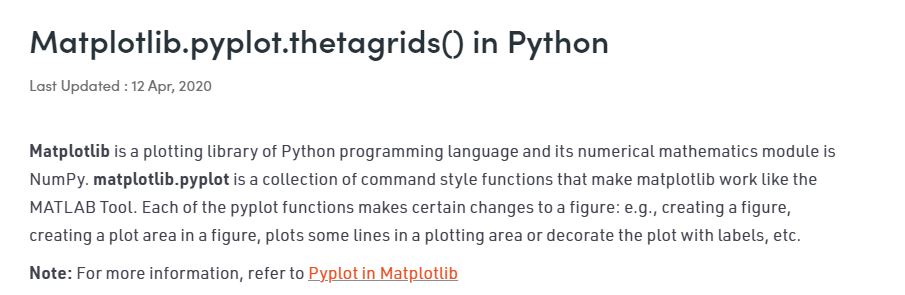 Matplotlib.pyplot.thetagrids() in Python
Last Updated : 12 Apr, 2020
Matplotlib is a plotting library of Python programming language and its numerical mathematics module is
NumPy. matplotlib.pyplot is a collection of command style functions that make matplotlib work like the
MATLAB Tool. Each of the pyplot functions makes certain changes to a figure: e.g., creating a figure,
creating a plot area in a figure, plots some lines in a plotting area or decorate the plot with labels, etc.
Note: For more information, refer to Pyplot in Matplotlib